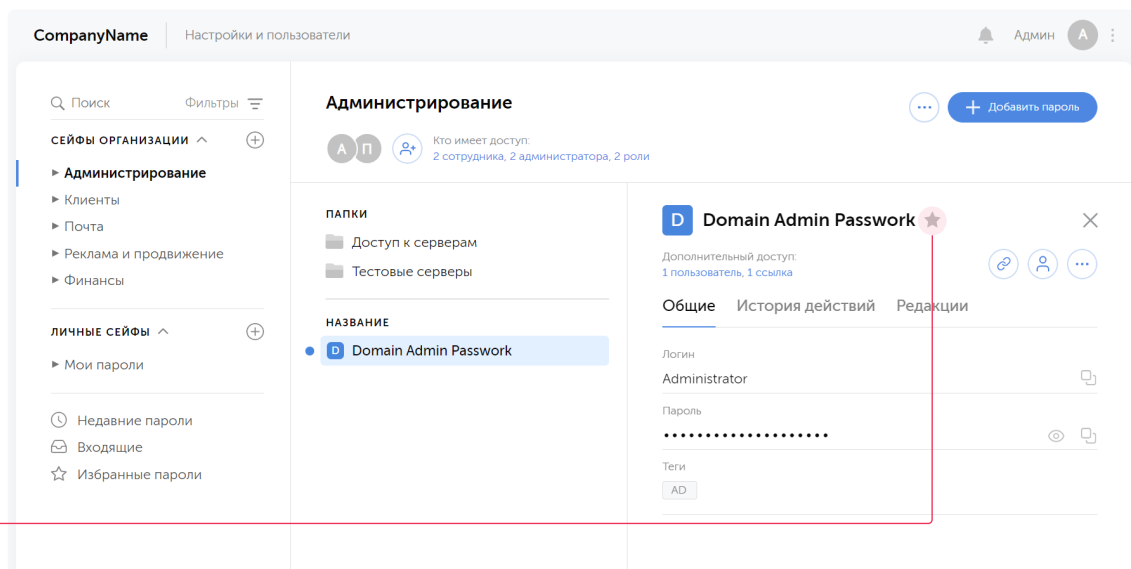 CompanyName
Настройки и пользователи
Админ
А
Поиск
Фильтры
СЕЙФЫ ОРГАНИЗАЦИИ
Администрирование
Клиенты
Почта
Реклама и продвижение
Финансы
ЛИЧНЫЕ СЕЙФЫ
Мои пароли
Недавние пароли
Входящие
Избранные пароли
Администрирование
Добавить пароль
А
П
Кто имеет доступ:
2 сотрудника, 2 администратора, 2 роли
ПАПКИ
Доступ к серверам
Тестовые серверы
НАЗВАНИЕ
D Domain Admin Passwork
D Domain Admin Passwork
Дополнительный доступ:
1 пользователь, 1 ссылка
Общие
История действий
Редакции
Логин
Administrator
Пароль
Теги
AD